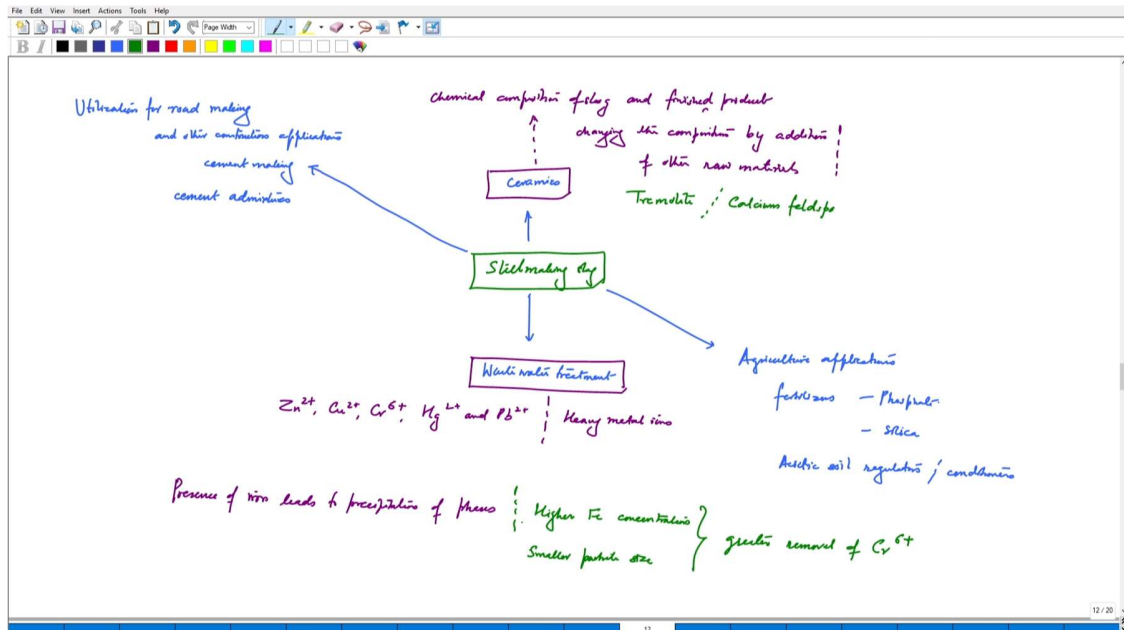 File Edit View Insert Actions Tools Help
Page Width
B I
Chemical composition of slag and finished product
changing the composition by additions
of other raw materials
Utilization for road making
and other construction applications
cement making
cement admixtures
Ceramics
Tremolite / Calcium feldspar
Steelmaking slag
Agriculture applications
fertilizers - Phosphate
- Silica
Acidic soil regulators / conditioners
Waste water treatment
Zn2+, Cu2+, Cr6+, Hg2+ and Pb2+ Heavy metal ions
Presence of iron leads to precipitation of
Higher Fe concentrations
Smaller particle size
greater removal of Cr6+
12 / 20
12